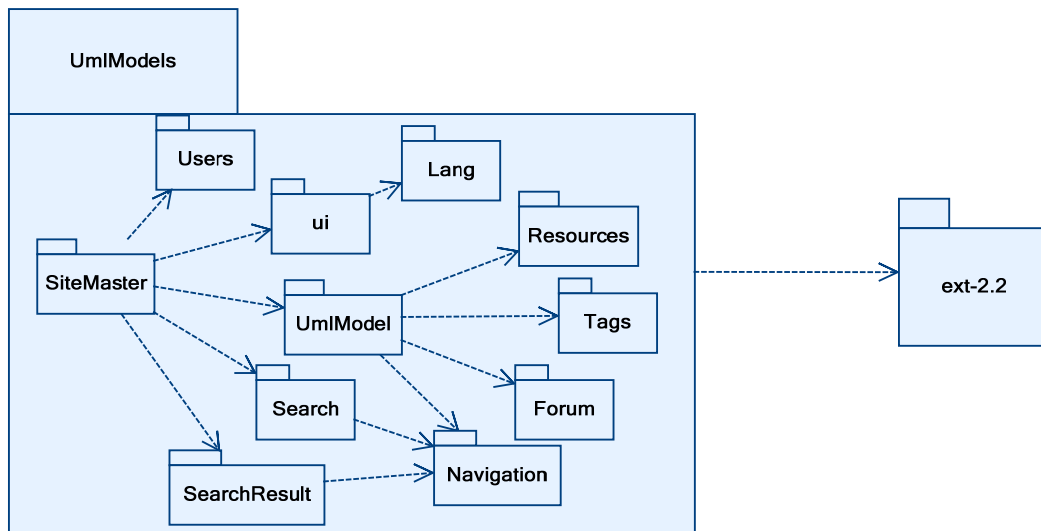 UmlModels
Users
Lang
ui
Resources
SiteMaster
ext-2.2
UmlModel
Tags
Search
Forum
Navigation
SearchResult